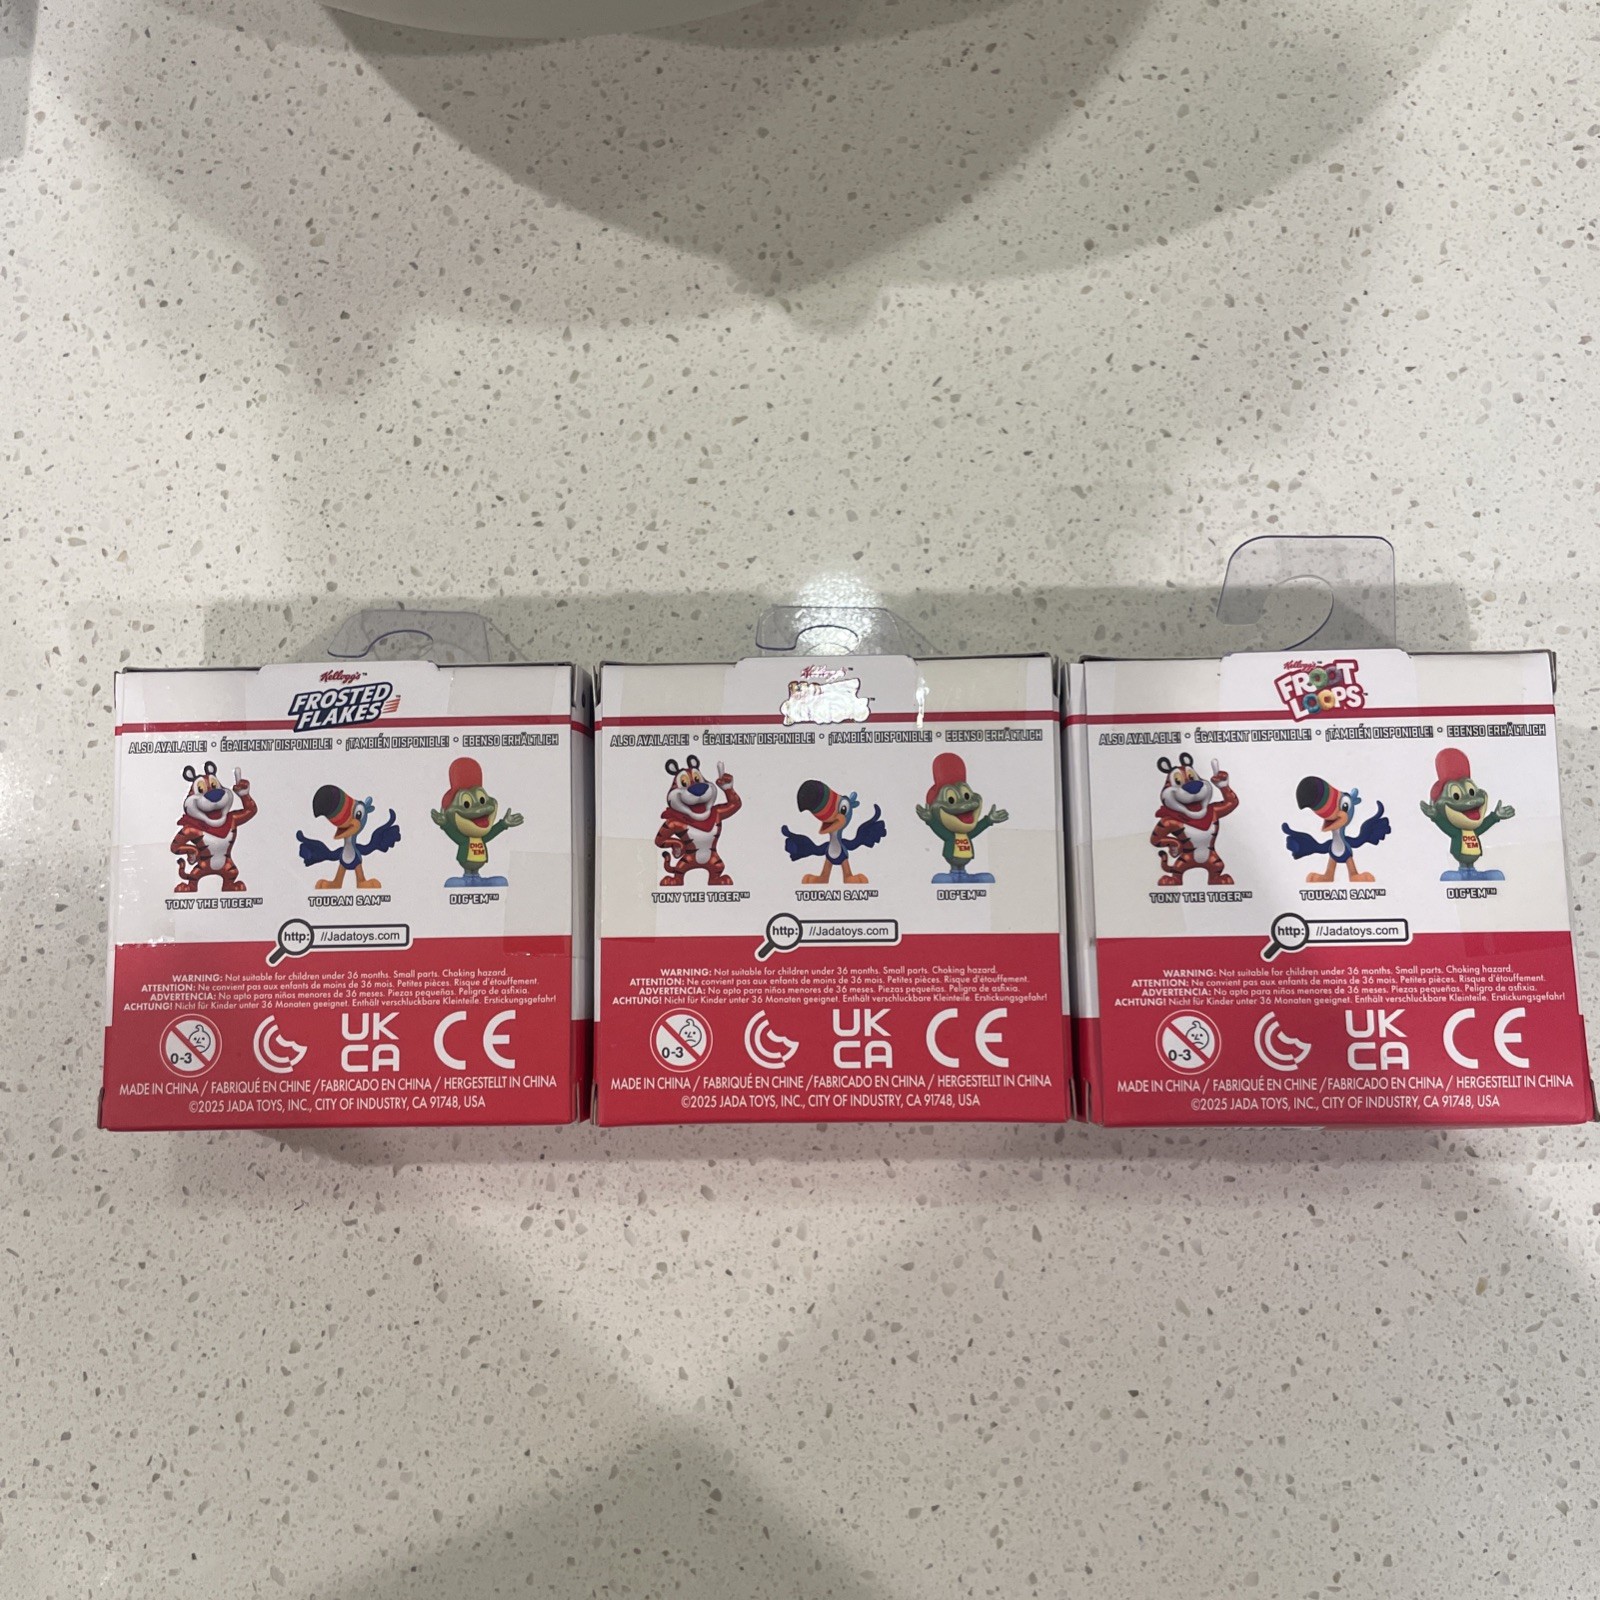 Kellogg's™
FROSTED
FLAKES
ALSO AVAILABLE! • ÉGAIEMENT DISPONIBLE! • ¡TAMBIÉN DISPONIBLE! • EBENSO ERHÄLTLICH
DIG
'EM
TONY THE TIGER™ TOUCAN SAM™ DIG'EM™
http: //Jadatoys.com
WARNING: Not suitable for children under 36 months. Small parts. Choking hazard.
ATTENTION: Ne convient pas aux enfants de moins de 36 mois. Petites pièces. Risque d'étouffement.
ADVERTENCIA: No apto para niños menores de 36 meses. Piezas pequeñas. Peligro de asfixia.
ACHTUNG! Nicht für Kinder unter 36 Monaten geeignet. Enthält verschluckbare Kleinteile. Erstickungsgefahr!
0-3 UK
CA CE
MADE IN CHINA / FABRIQUÉ EN CHINE / FABRICADO EN CHINA / HERGESTELLT IN CHINA
©2025 JADA TOYS, INC., CITY OF INDUSTRY, CA 91748, USA
Kellogg's™
ALSO AVAILABLE! • ÉGAIEMENT DISPONIBLE! • ¡TAMBIÉN DISPONIBLE! • EBENSO ERHÄLTLICH
DIG
'EM
TONY THE TIGER™ TOUCAN SAM™ DIG'EM™
http: //Jadatoys.com
WARNING: Not suitable for children under 36 months. Small parts. Choking hazard.
ATTENTION: Ne convient pas aux enfants de moins de 36 mois. Petites pièces. Risque d'étouffement.
ADVERTENCIA: No apto para niños menores de 36 meses. Piezas pequeñas. Peligro de asfixia.
ACHTUNG! Nicht für Kinder unter 36 Monaten geeignet. Enthält verschluckbare Kleinteile. Erstickungsgefahr!
0-3 UK
CA CE
MADE IN CHINA / FABRIQUÉ EN CHINE / FABRICADO EN CHINA / HERGESTELLT IN CHINA
©2025 JADA TOYS, INC., CITY OF INDUSTRY, CA 91748, USA
Kellogg's™
FROOT
LOOPS™
ALSO AVAILABLE! • ÉGAIEMENT DISPONIBLE! • ¡TAMBIÉN DISPONIBLE! • EBENSO ERHÄLTLICH
DIG
'EM
TONY THE TIGER™ TOUCAN SAM™ DIG'EM™
http: //Jadatoys.com
WARNING: Not suitable for children under 36 months. Small parts. Choking hazard.
ATTENTION: Ne convient pas aux enfants de moins de 36 mois. Petites pièces. Risque d'étouffement.
ADVERTENCIA: No apto para niños menores de 36 meses. Piezas pequeñas. Peligro de asfixia.
ACHTUNG! Nicht für Kinder unter 36 Monaten geeignet. Enthält verschluckbare Kleinteile. Erstickungsgefahr!
0-3 UK
CA CE
MADE IN CHINA / FABRIQUÉ EN CHINE / FABRICADO EN CHINA / HERGESTELLT IN CHINA
©2025 JADA TOYS, INC., CITY OF INDUSTRY, CA 91748, USA